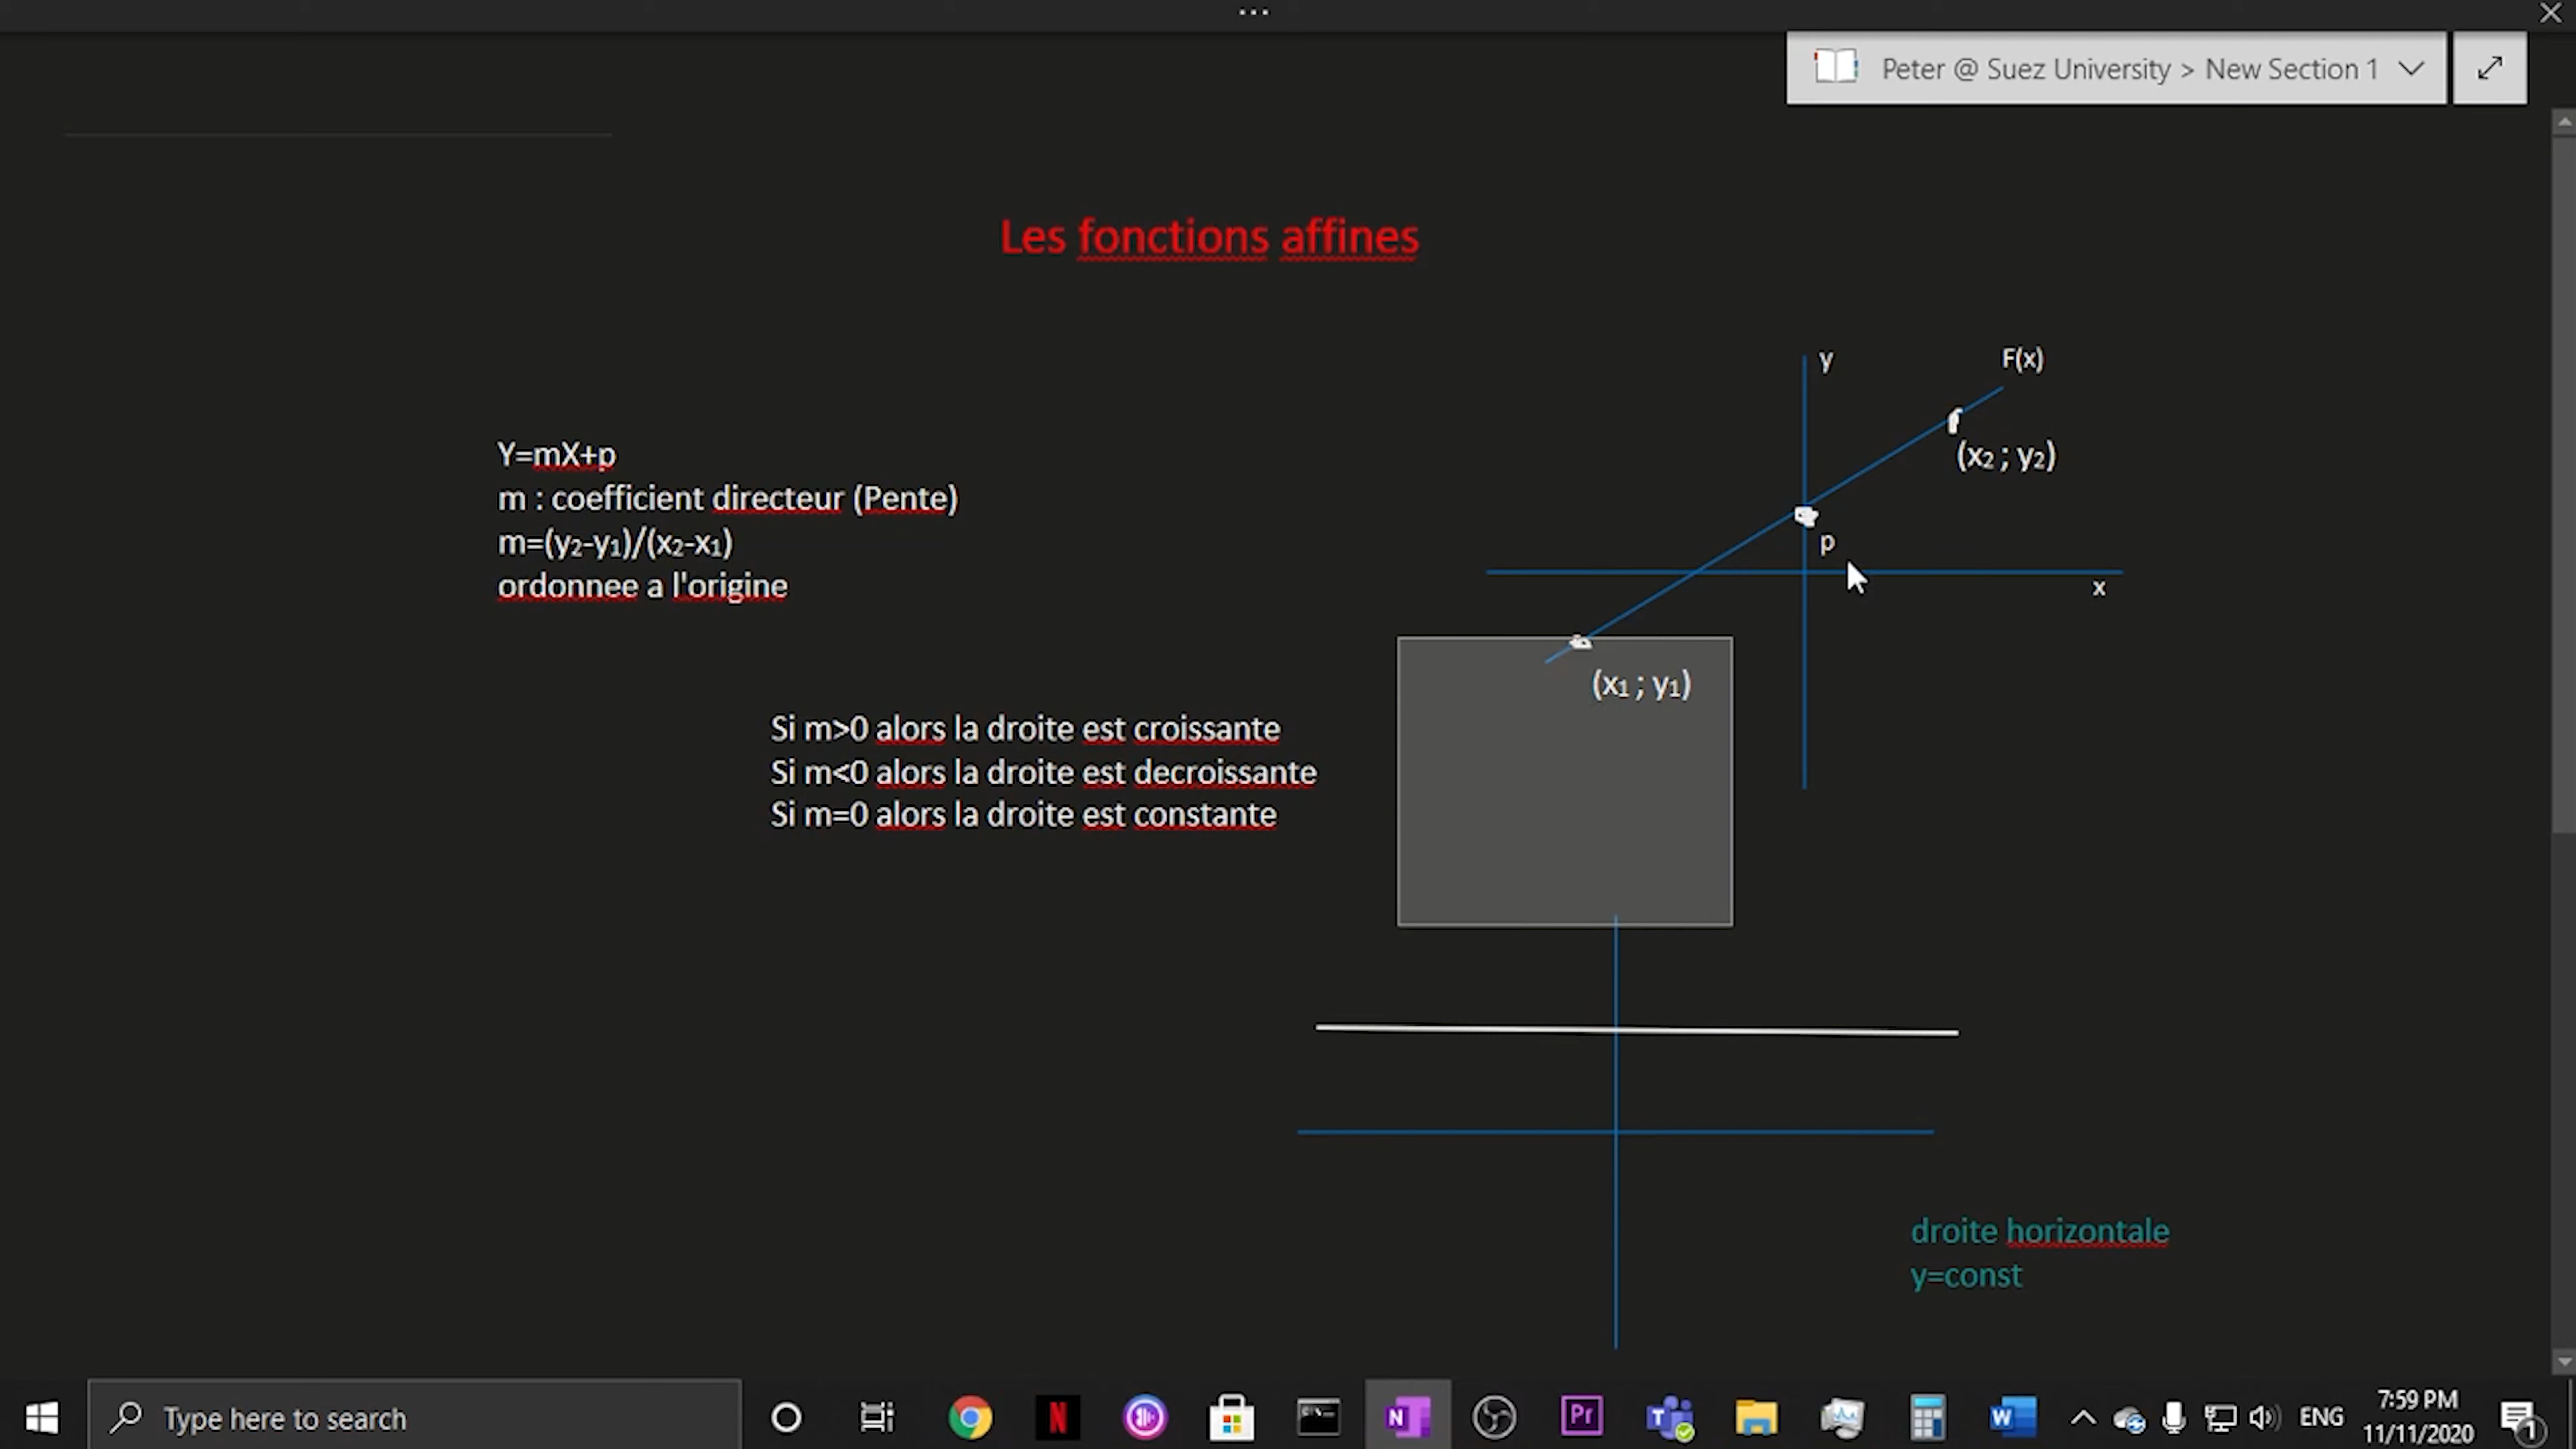 Peter @ Suez University > New Section 1
Les fonctions affines
y
F(x)
(x₂ ; y₂)
p
x
(x₁ ; y₁)
Y=mX+p
m : coefficient directeur (Pente)
m=(y₂-y₁)/(x₂-x₁)
ordonnee a l'origine
Si m>0 alors la droite est croissante
Si m<0 alors la droite est decroissante
Si m=0 alors la droite est constante
droite horizontale
y=const
Type here to search
N
N
Pr
T
W
ENG
7:59 PM
11/11/2020
1